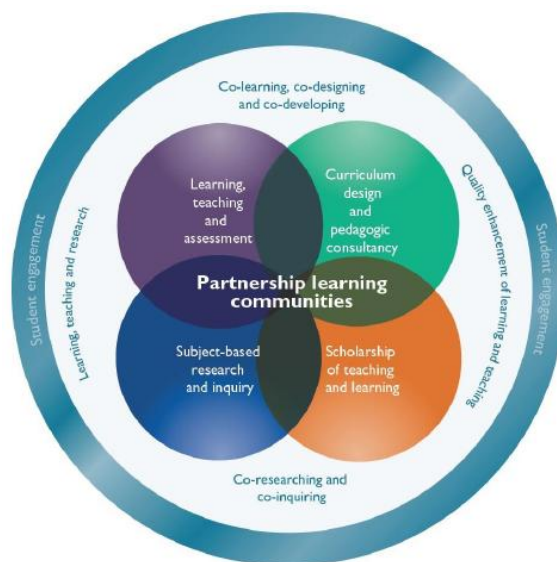 Co-learning, co-designing
and co-developing
Student engagement
Learning, teaching and research
Learning,
teaching
and
assessment
Curriculum
design
and
pedagogic
consultancy
Quality enhancement of learning and teaching
Student engagement
Partnership learning
communities
Subject-based
research
and inquiry
Scholarship
of teaching
and learning
Co-researching and
co-inquiring